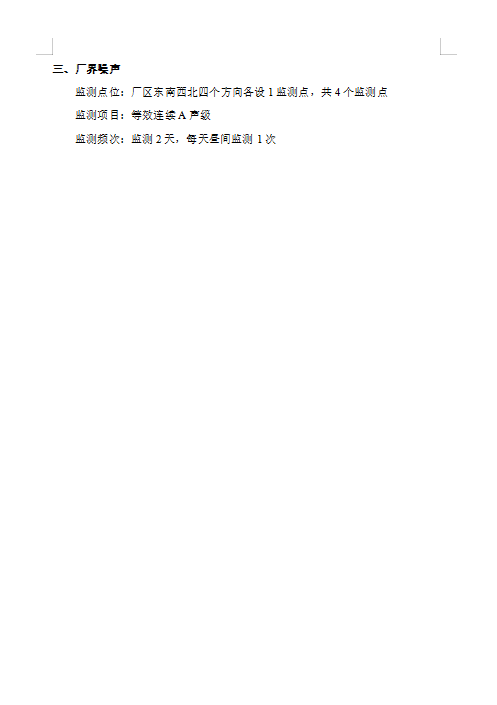 三、厂界噪声
监测点位：厂区东南西北四个方向各设1监测点，共4个监测点
监测项目：等效连续A声级
监测频次：监测2天，每天昼间监测1次